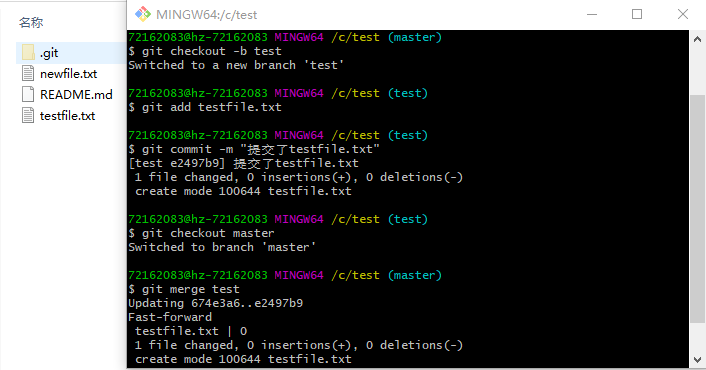 名称
.git
newfile.txt
README.md
testfile.txt
MINGW64:/c/test
72162083@hz-72162083 MINGW64 /c/test (master)
$ git checkout -b test
Switched to a new branch 'test'
72162083@hz-72162083 MINGW64 /c/test (test)
$ git add testfile.txt
72162083@hz-72162083 MINGW64 /c/test (test)
$ git commit -m "提交了testfile.txt"
[test e2497b9] 提交了testfile.txt
1 file changed, 0 insertions(+), 0 deletions(-)
create mode 100644 testfile.txt
72162083@hz-72162083 MINGW64 /c/test (test)
$ git checkout master
Switched to branch 'master'
72162083@hz-72162083 MINGW64 /c/test (master)
$ git merge test
Updating 674e3a6..e2497b9
Fast-forward
testfile.txt | 0
1 file changed, 0 insertions(+), 0 deletions(-)
create mode 100644 testfile.txt